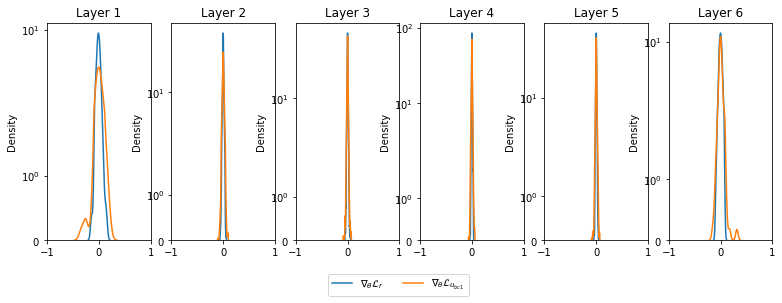 Layer 1 Layer 2 Layer 3 Layer 4 Layer 5 Layer 6
10¹ 10² 10¹
10¹ 10¹ 10¹ 10¹
Density Density Density Density Density Density
10⁰ 10⁰ 10⁰ 10⁰ 10⁰ 10⁰
0 0 0 0 0 0
−1 0 1 −1 0 1 −1 0 1 −1 0 1 −1 0 1 −1 0 1
∇θℒr ∇θℒu_bc1